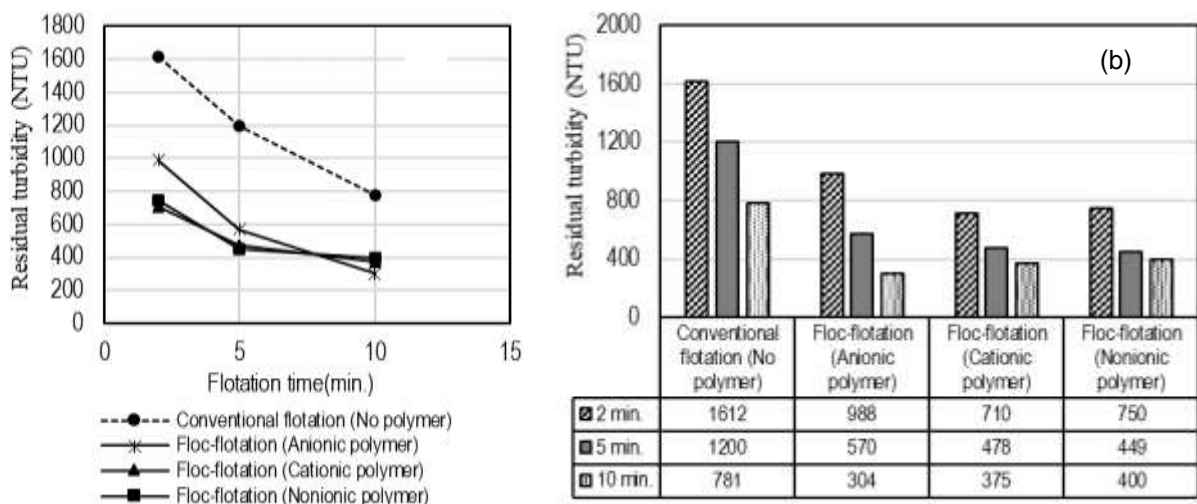 Residual turbidity (NTU)
1800
1600
1400
1200
1000
800
600
400
200
0
0 5 10 15
Flotation time(min.)
Conventional flotation (No polymer)
Floc-flotation (Anionic polymer)
Floc-flotation (Cationic polymer)
Floc-flotation (Nonionic polymer)
(b)
Residual turbidity (NTU)
2000
1600
1200
800
400
0
Conventional flotation (No polymer) Floc-flotation (Anionic polymer) Floc-flotation (Cationic polymer) Floc-flotation (Nonionic polymer)
2 min. 1612 988 710 750
5 min. 1200 570 478 449
10 min. 781 304 375 400